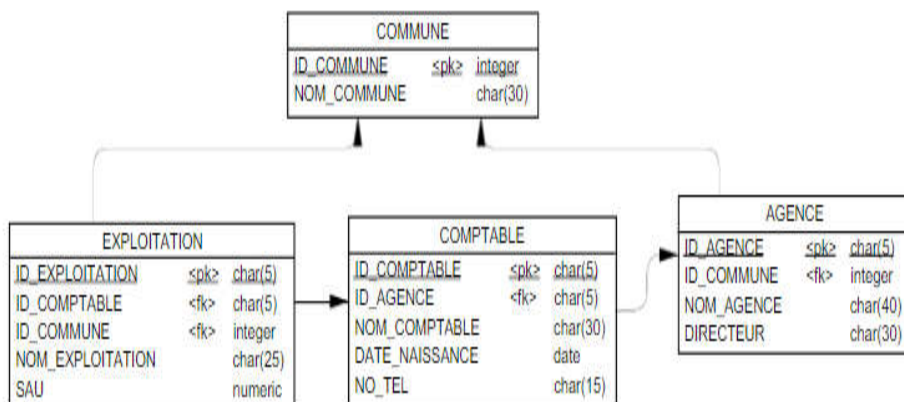 COMMUNE
ID_COMMUNE <pk> integer
NOM_COMMUNE char(30)
EXPLOITATION
ID_EXPLOITATION <pk> char(5)
ID_COMPTABLE <fk> char(5)
ID_COMMUNE <fk> integer
NOM_EXPLOITATION char(25)
SAU numeric
COMPTABLE
ID_COMPTABLE <pk> char(5)
ID_AGENCE <fk> char(5)
NOM_COMPTABLE char(30)
DATE_NAISSANCE date
NO_TEL char(15)
AGENCE
ID_AGENCE <pk> char(5)
ID_COMMUNE <fk> integer
NOM_AGENCE char(40)
DIRECTEUR char(30)